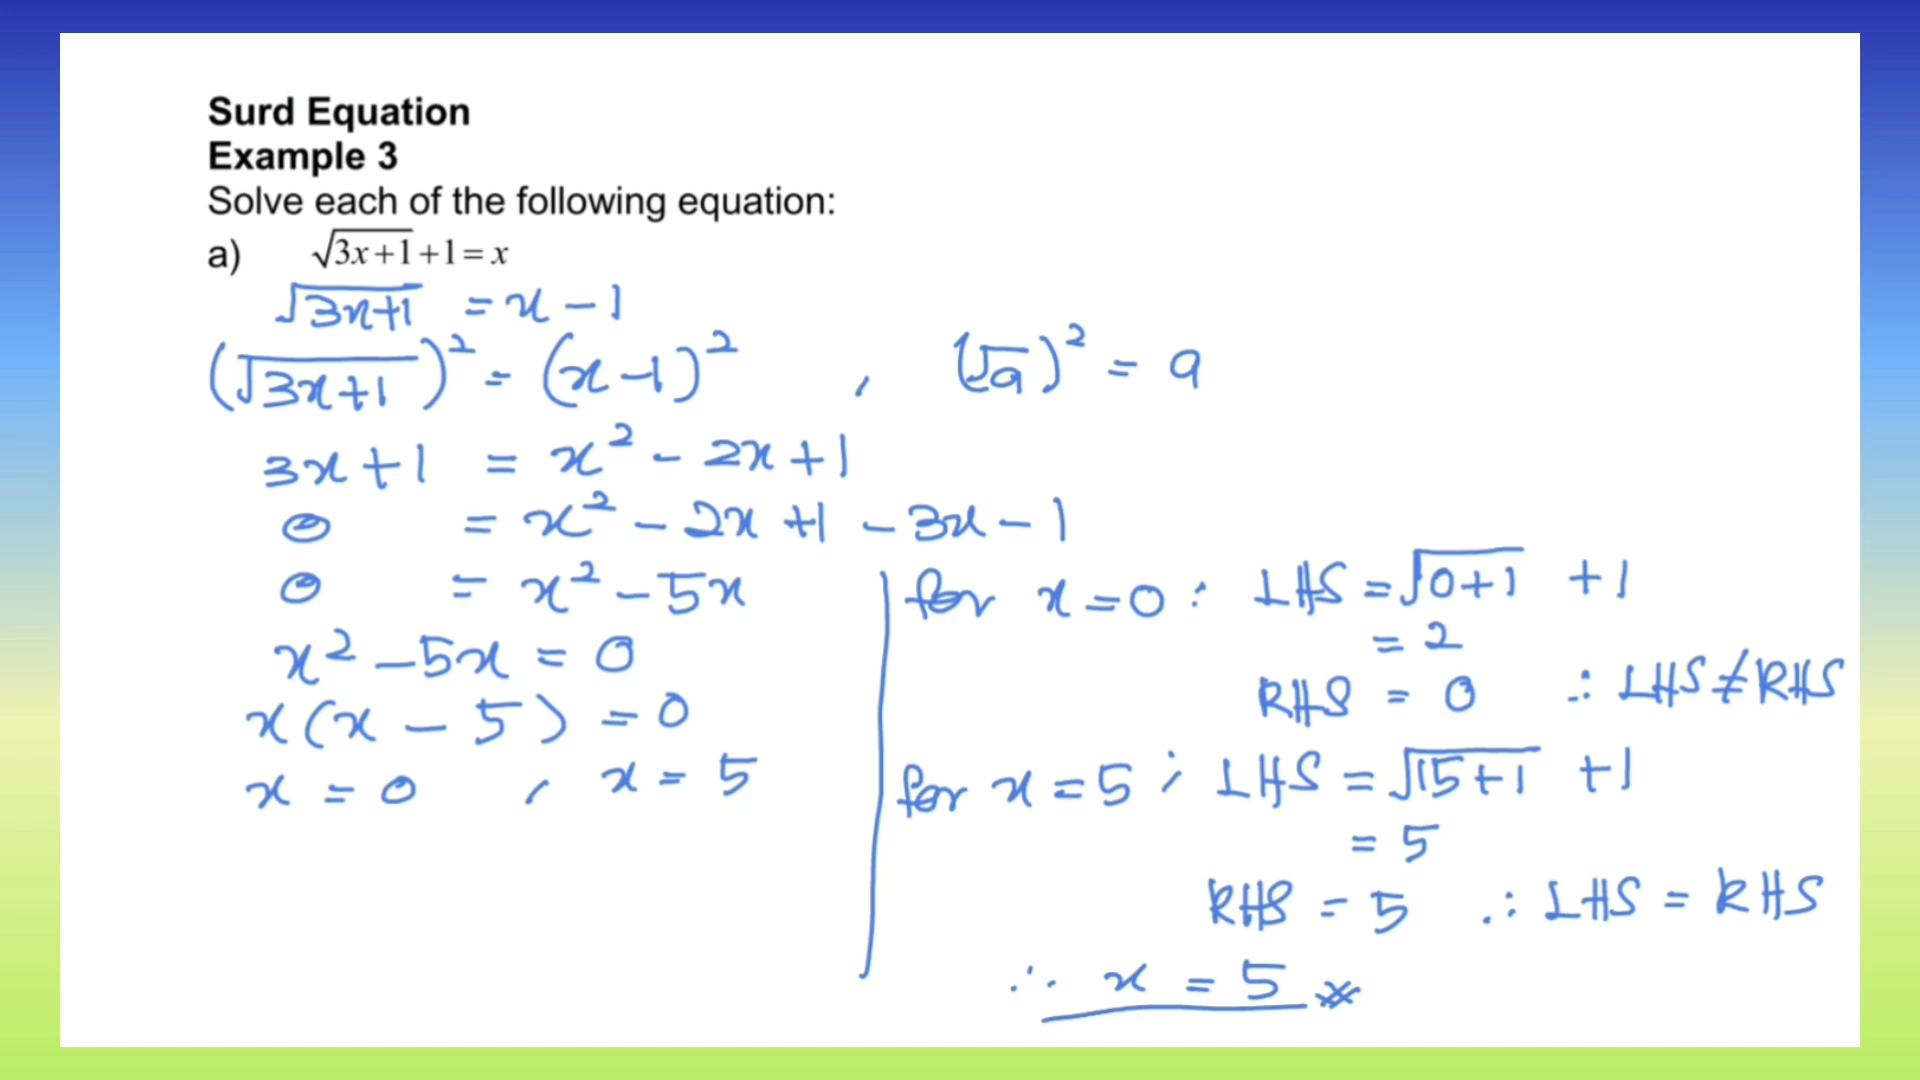 Surd Equation
Example 3
Solve each of the following equation:
a) √(3x+1) + 1 = x
√(3x+1) = x - 1
(√(3x+1))² = (x-1)² , (√a)² = a
3x+1 = x² - 2x + 1
0 = x² - 2x + 1 - 3x - 1
0 = x² - 5x
x² - 5x = 0
x(x - 5) = 0
x = 0 , x = 5
for x = 0 : LHS = √(0+1) + 1
= 2
RHS = 0 ∴ LHS ≠ RHS
for x = 5 ; LHS = √(15+1) + 1
= 5
RHS = 5 ∴ LHS = RHS
∴ x = 5 ※